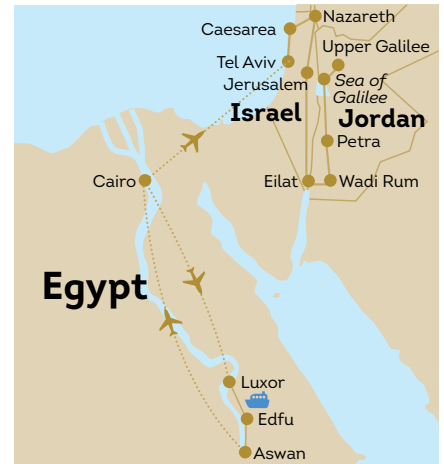 Nazareth
Caesarea
Upper Galilee
Tel Aviv
Jerusalem
Sea of
Galilee
Israel
Jordan
Petra
Cairo
Eilat
Wadi Rum
Egypt
Luxor
Edfu
Aswan